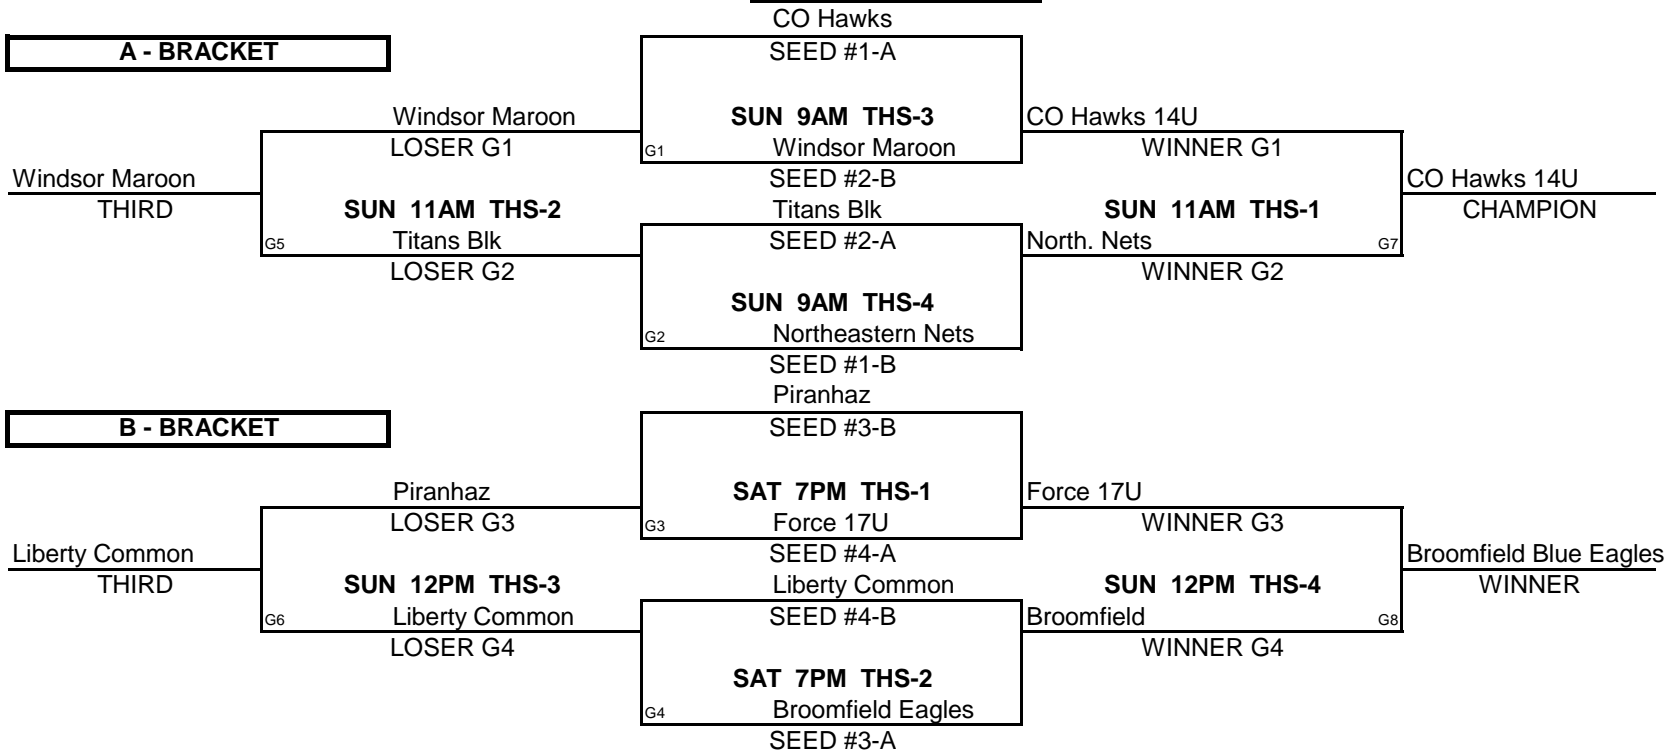 CO Hawks
A - BRACKET SEED #1-A
Windsor Maroon SUN 9AM THS-3 CO Hawks 14U
LOSER G1 G1 Windsor Maroon WINNER G1
Windsor Maroon SEED #2-B CO Hawks 14U
THIRD SUN 11AM THS-2 Titans Blk SUN 11AM THS-1 CHAMPION
G5 Titans Blk SEED #2-A North. Nets G7
LOSER G2 WINNER G2
SUN 9AM THS-4
G2 Northeastern Nets
SEED #1-B
Piranhaz
B - BRACKET SEED #3-B
Piranhaz SAT 7PM THS-1 Force 17U
LOSER G3 G3 Force 17U WINNER G3
Liberty Common SEED #4-A Broomfield Blue Eagles
THIRD SUN 12PM THS-3 Liberty Common SUN 12PM THS-4 WINNER
G6 Liberty Common SEED #4-B Broomfield G8
LOSER G4 WINNER G4
SAT 7PM THS-2
G4 Broomfield Eagles
SEED #3-A